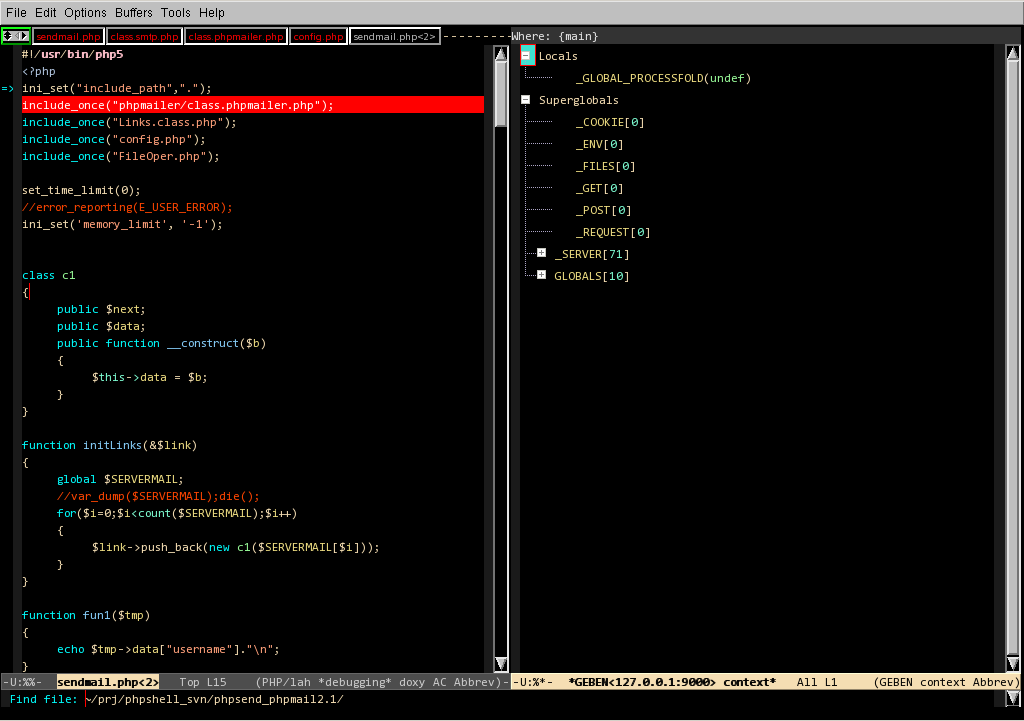 File Edit Options Buffers Tools Help
sendmail.php class.smtp.php class.phpmailer.php config.php sendmail.php<2> ---------
#!/usr/bin/php5
<?php
=> ini_set("include_path",".");
include_once("phpmailer/class.phpmailer.php");
include_once("Links.class.php");
include_once("config.php");
include_once("FileOper.php");
set_time_limit(0);
//error_reporting(E_USER_ERROR);
ini_set('memory_limit', '-1');
class c1
{
public $next;
public $data;
public function __construct($b)
{
$this->data = $b;
}
}
function initLinks(&$link)
{
global $SERVERMAIL;
//var_dump($SERVERMAIL);die();
for($i=0;$i<count($SERVERMAIL);$i++)
{
$link->push_back(new c1($SERVERMAIL[$i]));
}
}
function fun1($tmp)
{
echo $tmp->data["username"]."\n";
}
-U:%%- sendmail.php<2> Top L15 (PHP/lah *debugging* doxy AC Abbrev)-
Where: {main}
Locals
_GLOBAL_PROCESSFOLD(undef)
Superglobals
_COOKIE[0]
_ENV[0]
_FILES[0]
_GET[0]
_POST[0]
_REQUEST[0]
_SERVER[71]
GLOBALS[10]
-U:%*- *GEBEN<127.0.0.1:9000> context* All L1 (GEBEN context Abbrev)
Find file: ~/prj/phpshell_svn/phpsend_phpmail2.1/